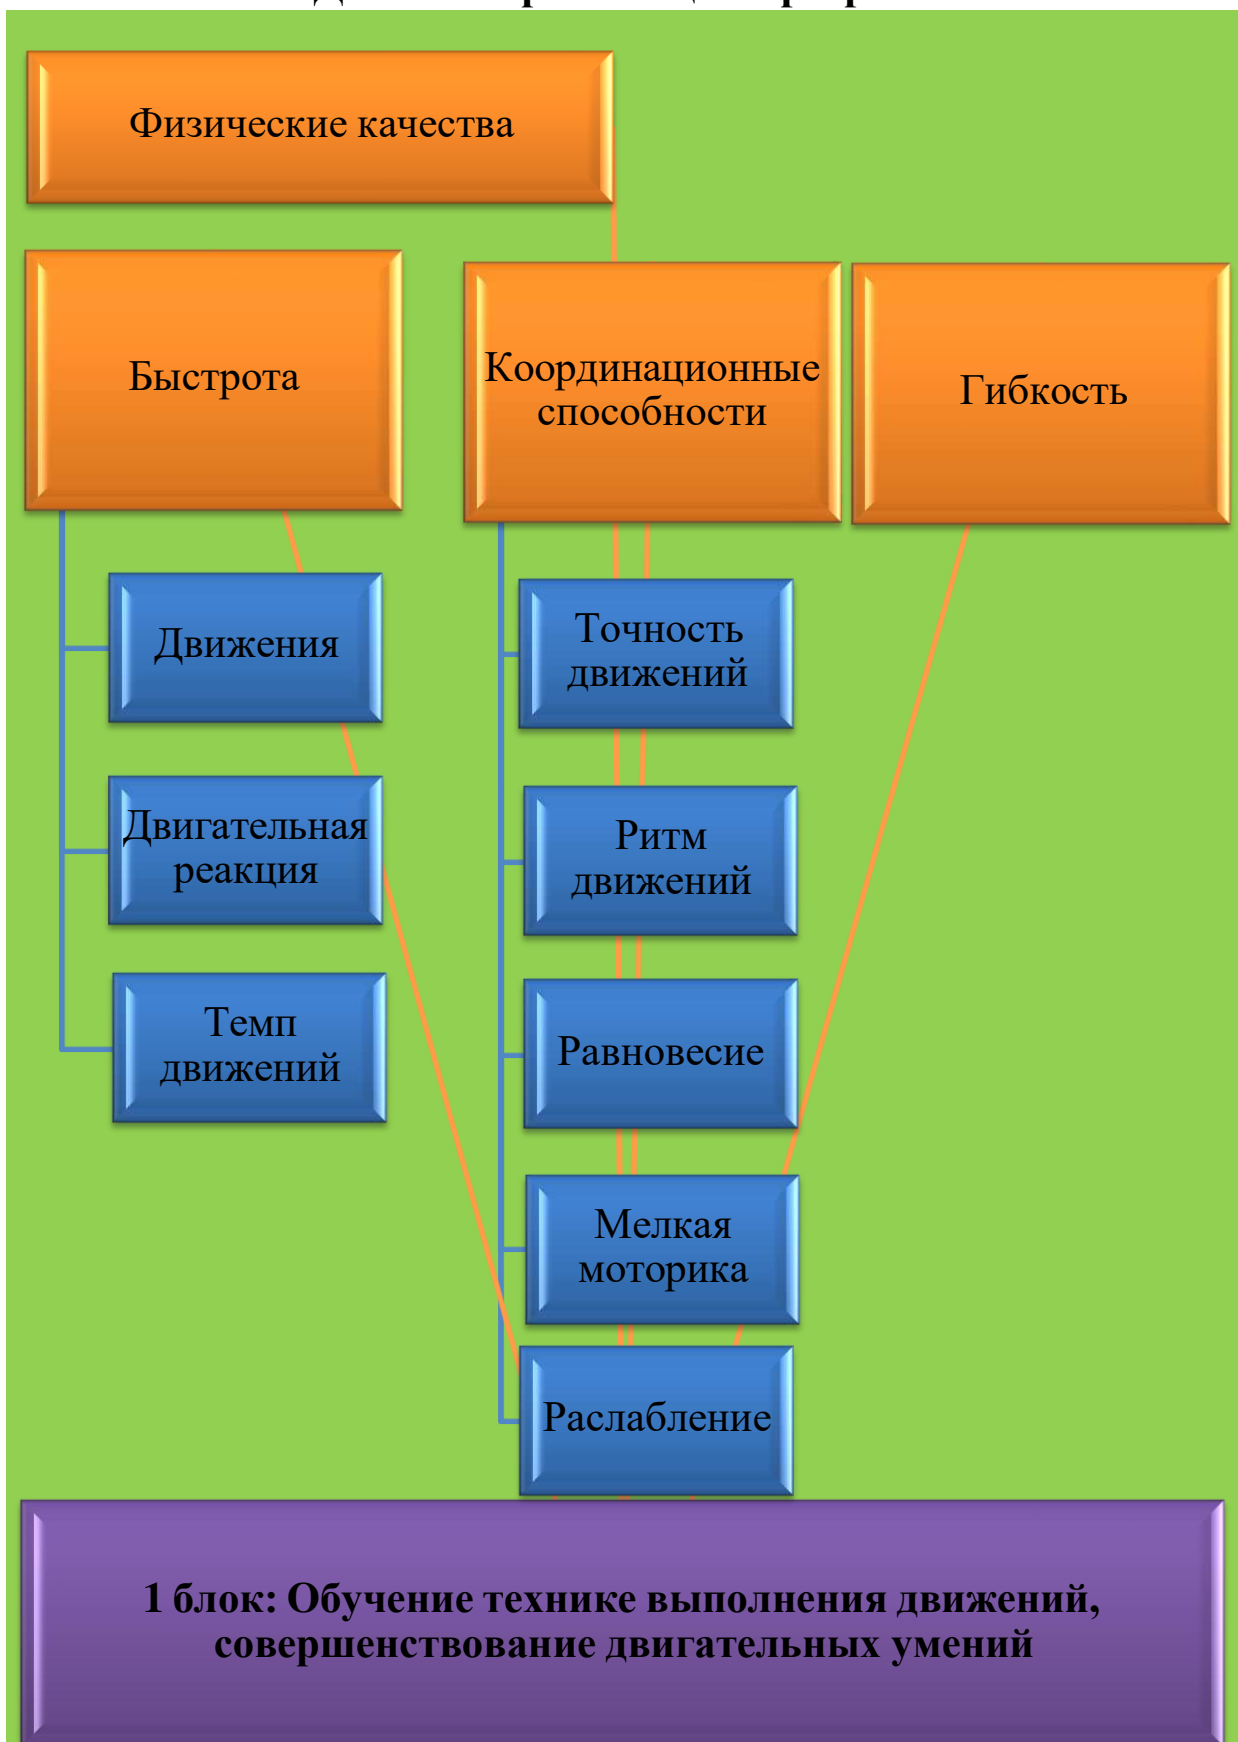 Физические качества
Быстрота
Координационные
способности
Гибкость
Движения
Двигательная
реакция
Темп
движений
Точность
движений
Ритм
движений
Равновесие
Мелкая
моторика
Раслабление
1 блок: Обучение технике выполнения движений,
совершенствование двигательных умений